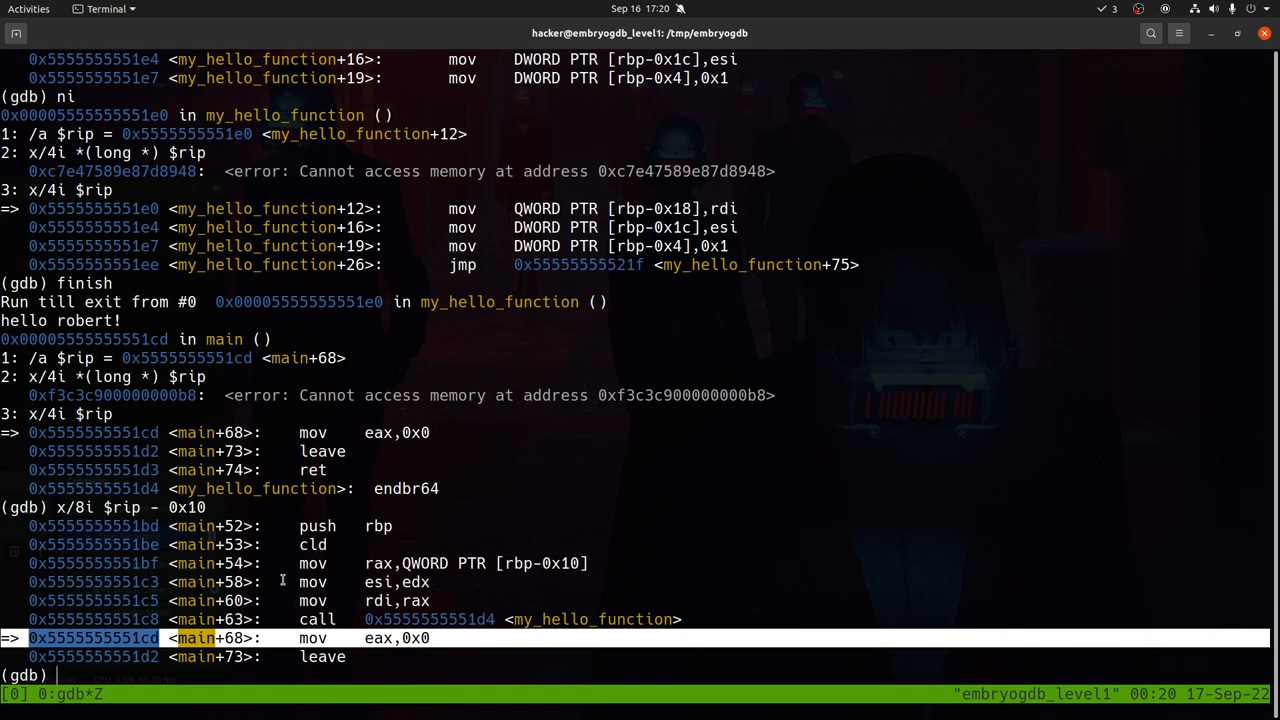 Activities Terminal Sep 16 17:20 3
hacker@embryogdb_level1: /tmp/embryogdb
0x5555555551e4 <my_hello_function+16>: mov DWORD PTR [rbp-0x1c],esi
0x5555555551e7 <my_hello_function+19>: mov DWORD PTR [rbp-0x4],0x1
(gdb) ni
0x00005555555551e0 in my_hello_function ()
1: /a $rip = 0x5555555551e0 <my_hello_function+12>
2: x/4i *(long *) $rip
0xc7e47589e87d8948: <error: Cannot access memory at address 0xc7e47589e87d8948>
3: x/4i $rip
=> 0x5555555551e0 <my_hello_function+12>: mov QWORD PTR [rbp-0x18],rdi
0x5555555551e4 <my_hello_function+16>: mov DWORD PTR [rbp-0x1c],esi
0x5555555551e7 <my_hello_function+19>: mov DWORD PTR [rbp-0x4],0x1
0x5555555551ee <my_hello_function+26>: jmp 0x55555555521f <my_hello_function+75>
(gdb) finish
Run till exit from #0 0x00005555555551e0 in my_hello_function ()
hello robert!
0x00005555555551cd in main ()
1: /a $rip = 0x5555555551cd <main+68>
2: x/4i *(long *) $rip
0xf3c3c900000000b8: <error: Cannot access memory at address 0xf3c3c900000000b8>
3: x/4i $rip
=> 0x5555555551cd <main+68>: mov eax,0x0
0x5555555551d2 <main+73>: leave
0x5555555551d3 <main+74>: ret
0x5555555551d4 <my_hello_function>: endbr64
(gdb) x/8i $rip - 0x10
0x5555555551bd <main+52>: push rbp
0x5555555551be <main+53>: cld
0x5555555551bf <main+54>: mov rax,QWORD PTR [rbp-0x10]
0x5555555551c3 <main+58>: mov esi,edx
0x5555555551c5 <main+60>: mov rdi,rax
0x5555555551c8 <main+63>: call 0x5555555551d4 <my_hello_function>
=> 0x5555555551cd <main+68>: mov eax,0x0
0x5555555551d2 <main+73>: leave
(gdb)
[0] 0:gdb*Z "embryogdb_level1" 00:20 17-Sep-22